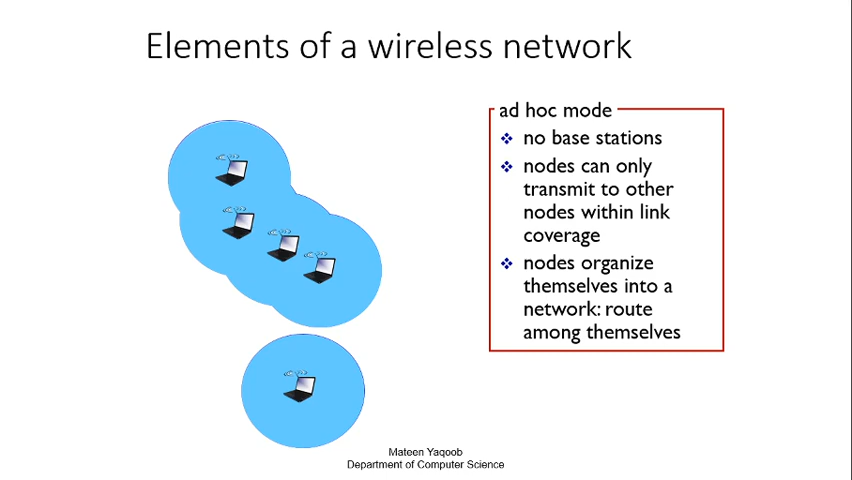 Elements of a wireless network
ad hoc mode
❖ no base stations
❖ nodes can only
transmit to other
nodes within link
coverage
❖ nodes organize
themselves into a
network: route
among themselves
Mateen Yaqoob
Department of Computer Science